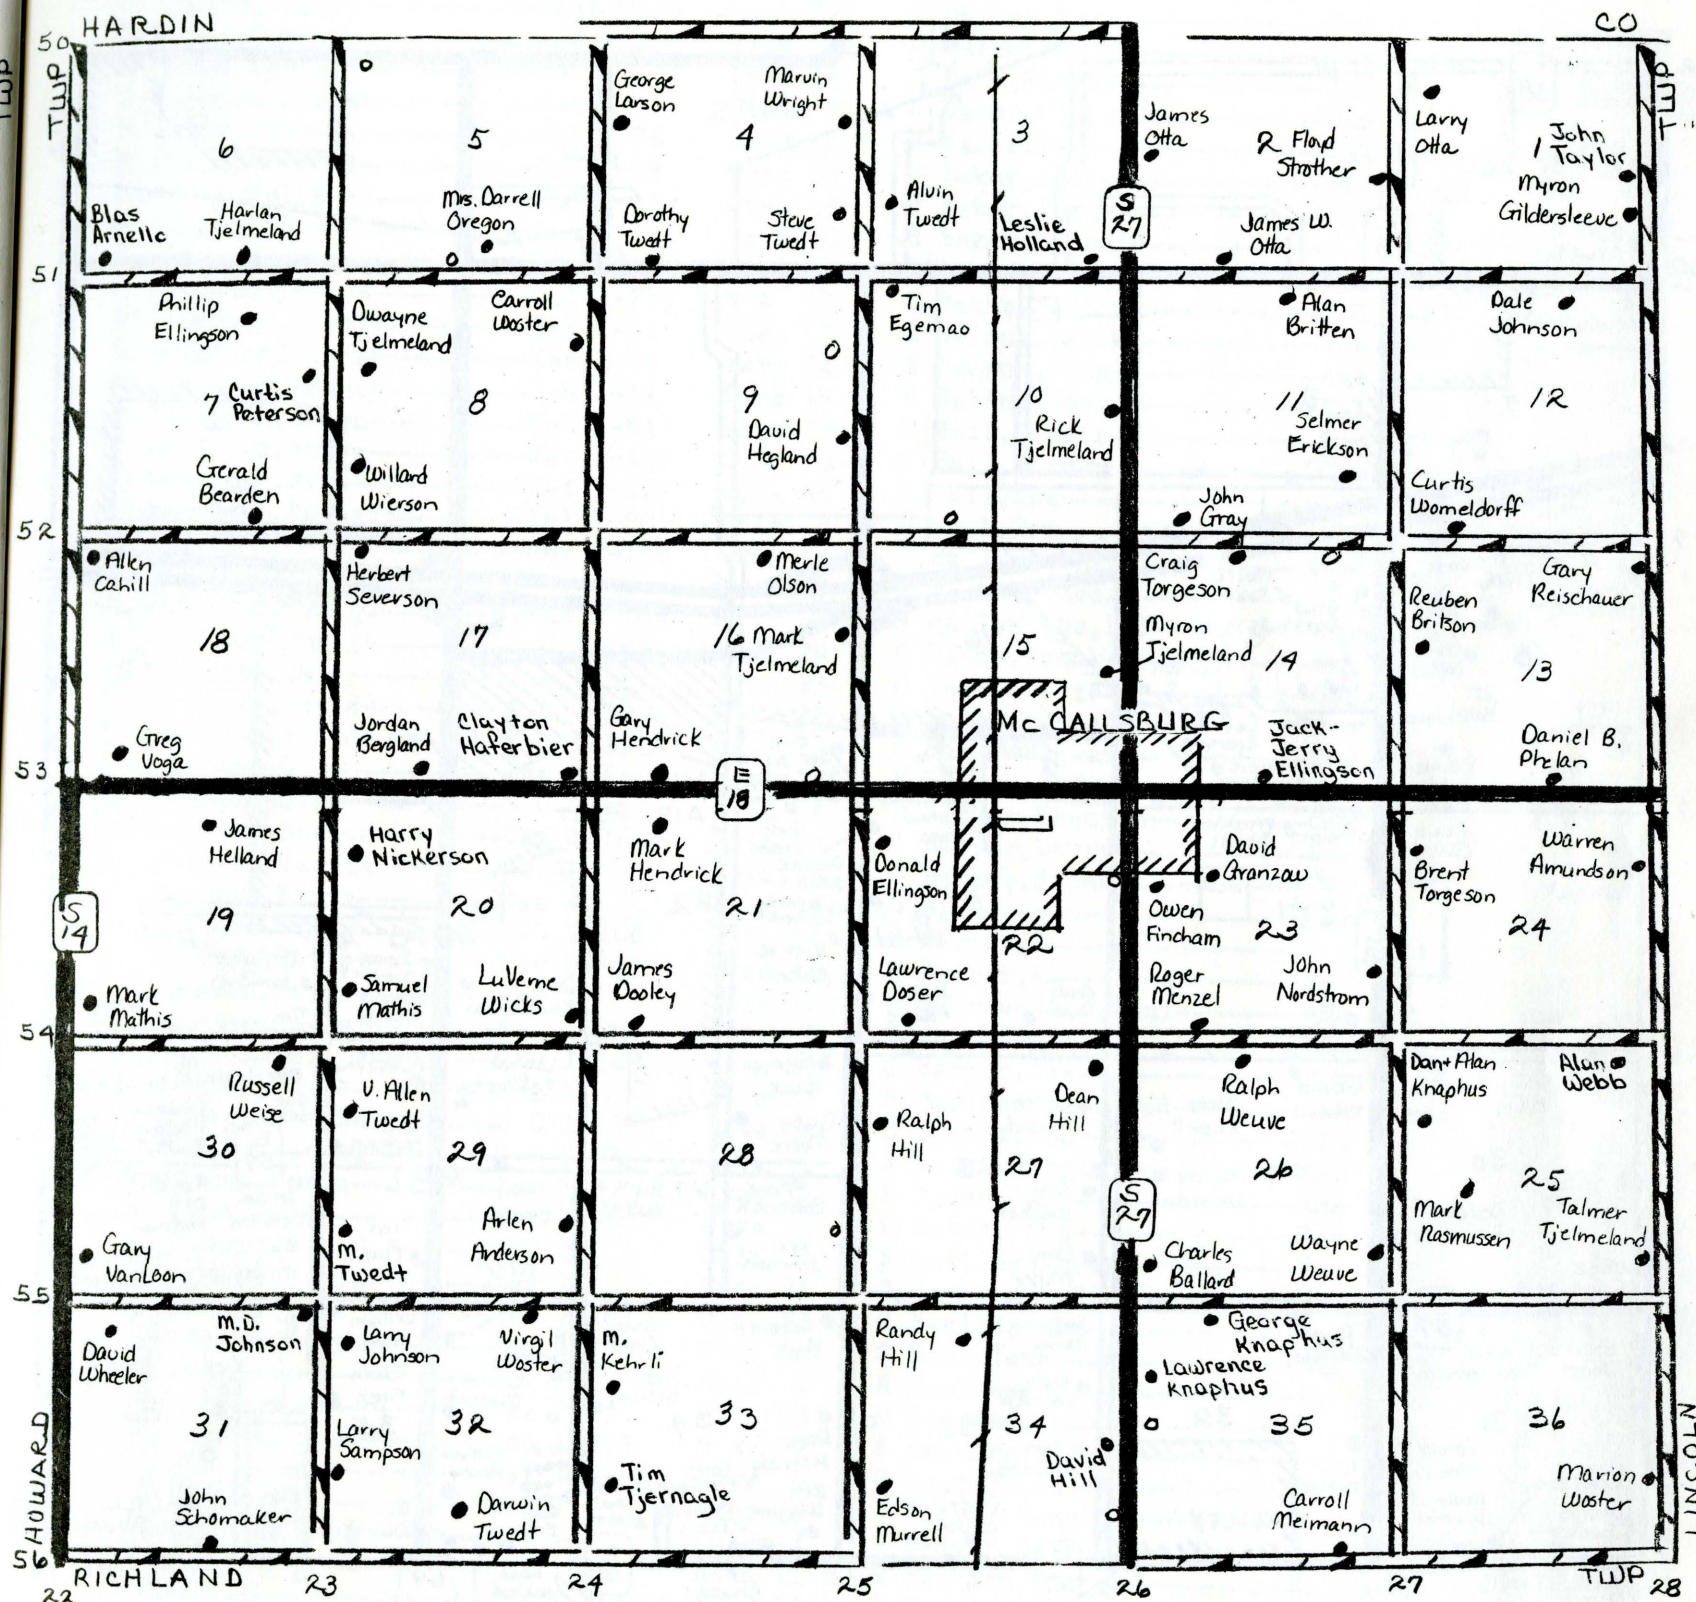 HARDIN
CO
50
TWP
TWP
TWP
6
5
George
Larson
Marvin
Wright
4
3
James
Otta
2 Floyd
Strother
Larry
Otta
1 John
Taylor
Myron
Gildersleeve
Blas
Arnello
Harlan
Tjelmeland
Mrs. Darrell
Oregon
Dorothy
Twedt
Steve
Twedt
Alvin
Twedt
Leslie
Holland
S
27
James W.
Otta
51
Phillip
Ellingson
Dwayne
Tjelmeland
Carroll
Woster
Tim
Egemao
Alan
Britten
Dale
Johnson
7 Curtis
Peterson
8
9
David
Hegland
10
Rick
Tjelmeland
11
Selmer
Erickson
12
Gerald
Bearden
Willard
Wierson
John
Gray
Curtis
Womeldorff
52
Allen
Cahill
Herbert
Severson
Merle
Olson
Craig
Torgeson
Gary
Reischauer
Reuben
Britson
18
17
16 Mark
Tjelmeland
15
Myron
Tjelmeland
14
13
McCALLSBURG
Greg
Voga
Jordan
Bergland
Clayton
Haferbier
Gary
Hendrick
Jack-
Jerry
Ellingson
Daniel B.
Phelan
53
E
18
James
Helland
Harry
Nickerson
Mark
Hendrick
Donald
Ellingson
David
Granzow
Brent
Torgeson
Warren
Amundson
S
14
19
20
21
22
Owen
Fincham
23
24
Mark
Mathis
Samuel
Mathis
LuVerne
Wicks
James
Dooley
Lawrence
Doser
Roger
Menzel
John
Nordstrom
54
Russell
Weise
V. Allen
Twedt
Ralph
Hill
Dean
Hill
Ralph
Weuve
Dan + Alan
Knaphus
Alan
Webb
30
29
28
27
26
25
S
27
Mark
Rasmussen
Talmer
Tjelmeland
Gary
VanLoon
M.
Twedt
Arlen
Anderson
Charles
Ballard
Wayne
Weuve
55
David
Wheeler
M.D.
Johnson
Larry
Johnson
Virgil
Woster
M.
Kehrli
Randy
Hill
George
Knaphus
Lawrence
Knaphus
31
32
33
34
35
36
Larry
Sampson
David
Hill
HOWARD
LINCOLN
John
Schomaker
Darwin
Twedt
Tim
Tjernagle
Edson
Murrell
Carroll
Meimann
Marion
Woster
56
RICHLAND
TWP
22
23
24
25
26
27
28